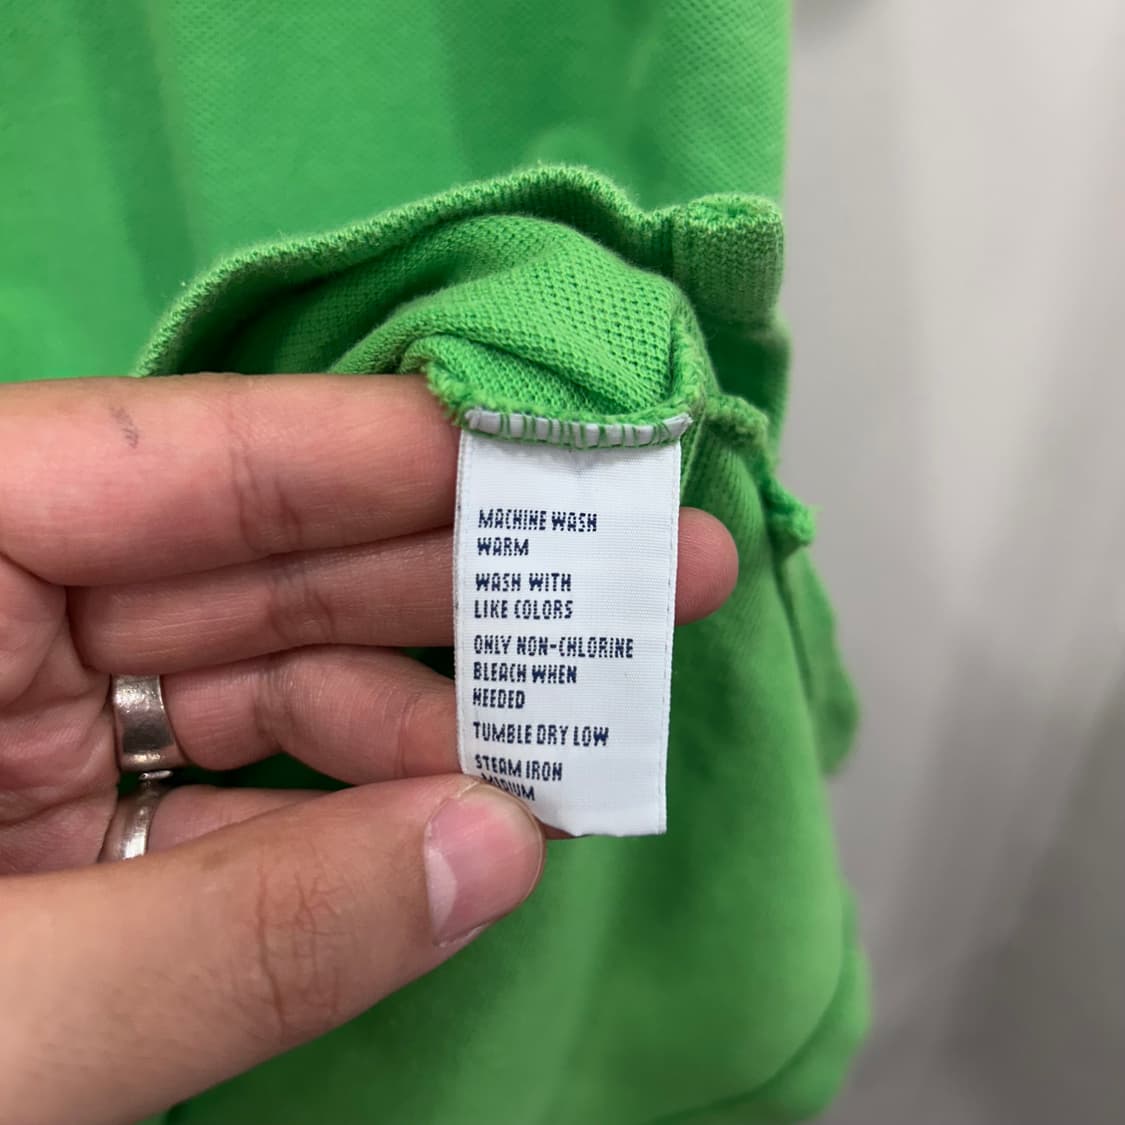 MACHINE WASH
WARM
WASH WITH
LIKE COLORS
ONLY NON-CHLORINE
BLEACH WHEN
NEEDED
TUMBLE DRY LOW
STEAM IRON